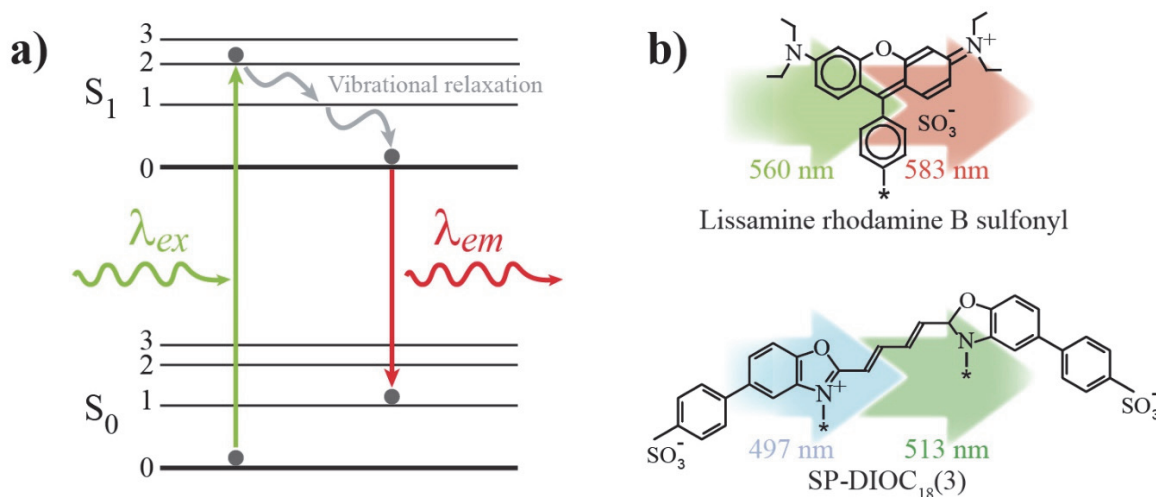 a)
3
2
1
0
S₁
Vibrational relaxation
λex
λem
3
2
1
0
S₀
b)
N
O
N⁺
SO₃⁻
560 nm
583 nm
*
Lissamine rhodamine B sulfonyl
O
N
*
O
N⁺
*
SO₃⁻
SO₃⁻
497 nm
513 nm
SP-DIOC₁₈(3)